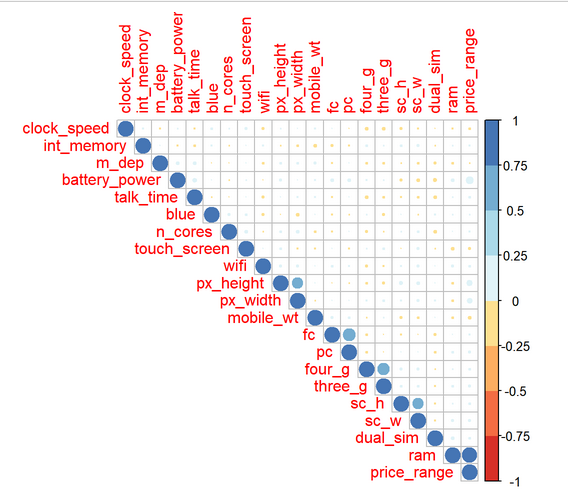 clock_speed
int_memory
m_dep
battery_power
talk_time
blue
n_cores
touch_screen
wifi
px_height
px_width
mobile_wt
fc
pc
four_g
three_g
sc_h
sc_w
dual_sim
ram
price_range
clock_speed
int_memory
m_dep
battery_power
talk_time
blue
n_cores
touch_screen
wifi
px_height
px_width
mobile_wt
fc
pc
four_g
three_g
sc_h
sc_w
dual_sim
ram
price_range
1
0.75
0.5
0.25
0
-0.25
-0.5
-0.75
-1